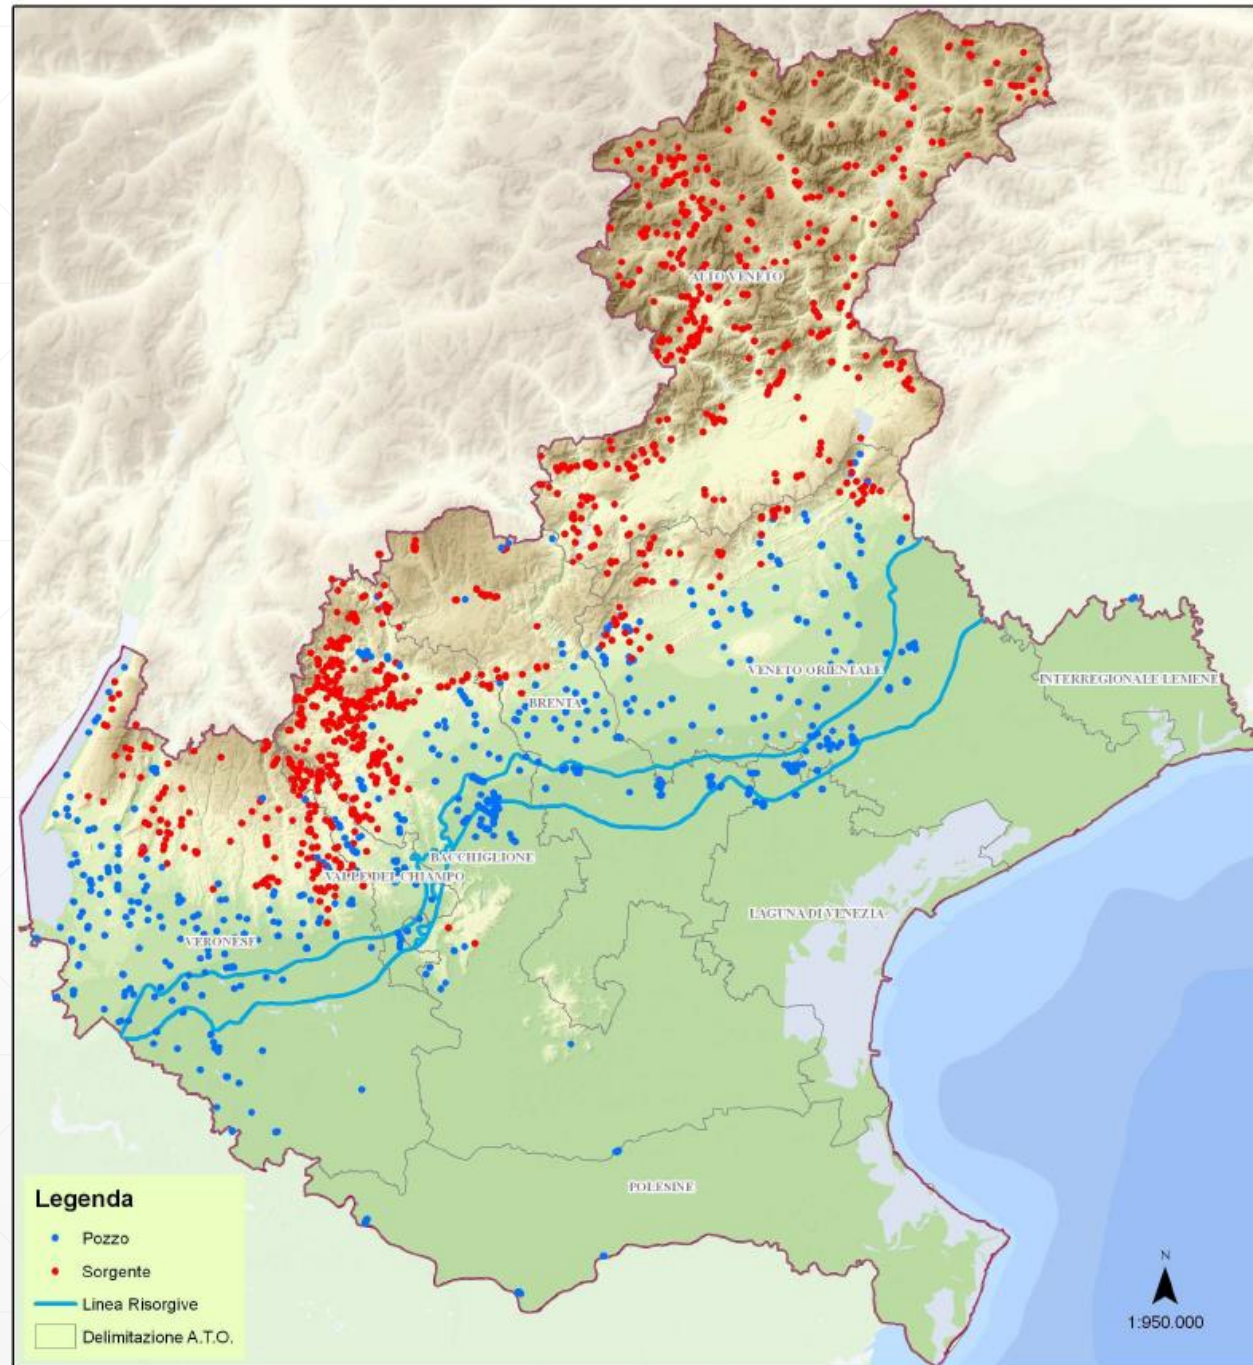 ALTO VENETO
VENETO ORIENTALE
INTERREGIONALE LEMENE
BRENTA
BACCHIGLIONE
VALLE DEL CHIAMPO
LAGUNA DI VENEZIA
VERONESE
POLESINE
Legenda
Pozzo
Sorgente
Linea Risorgive
Delimitazione A.T.O.
N
1:950.000